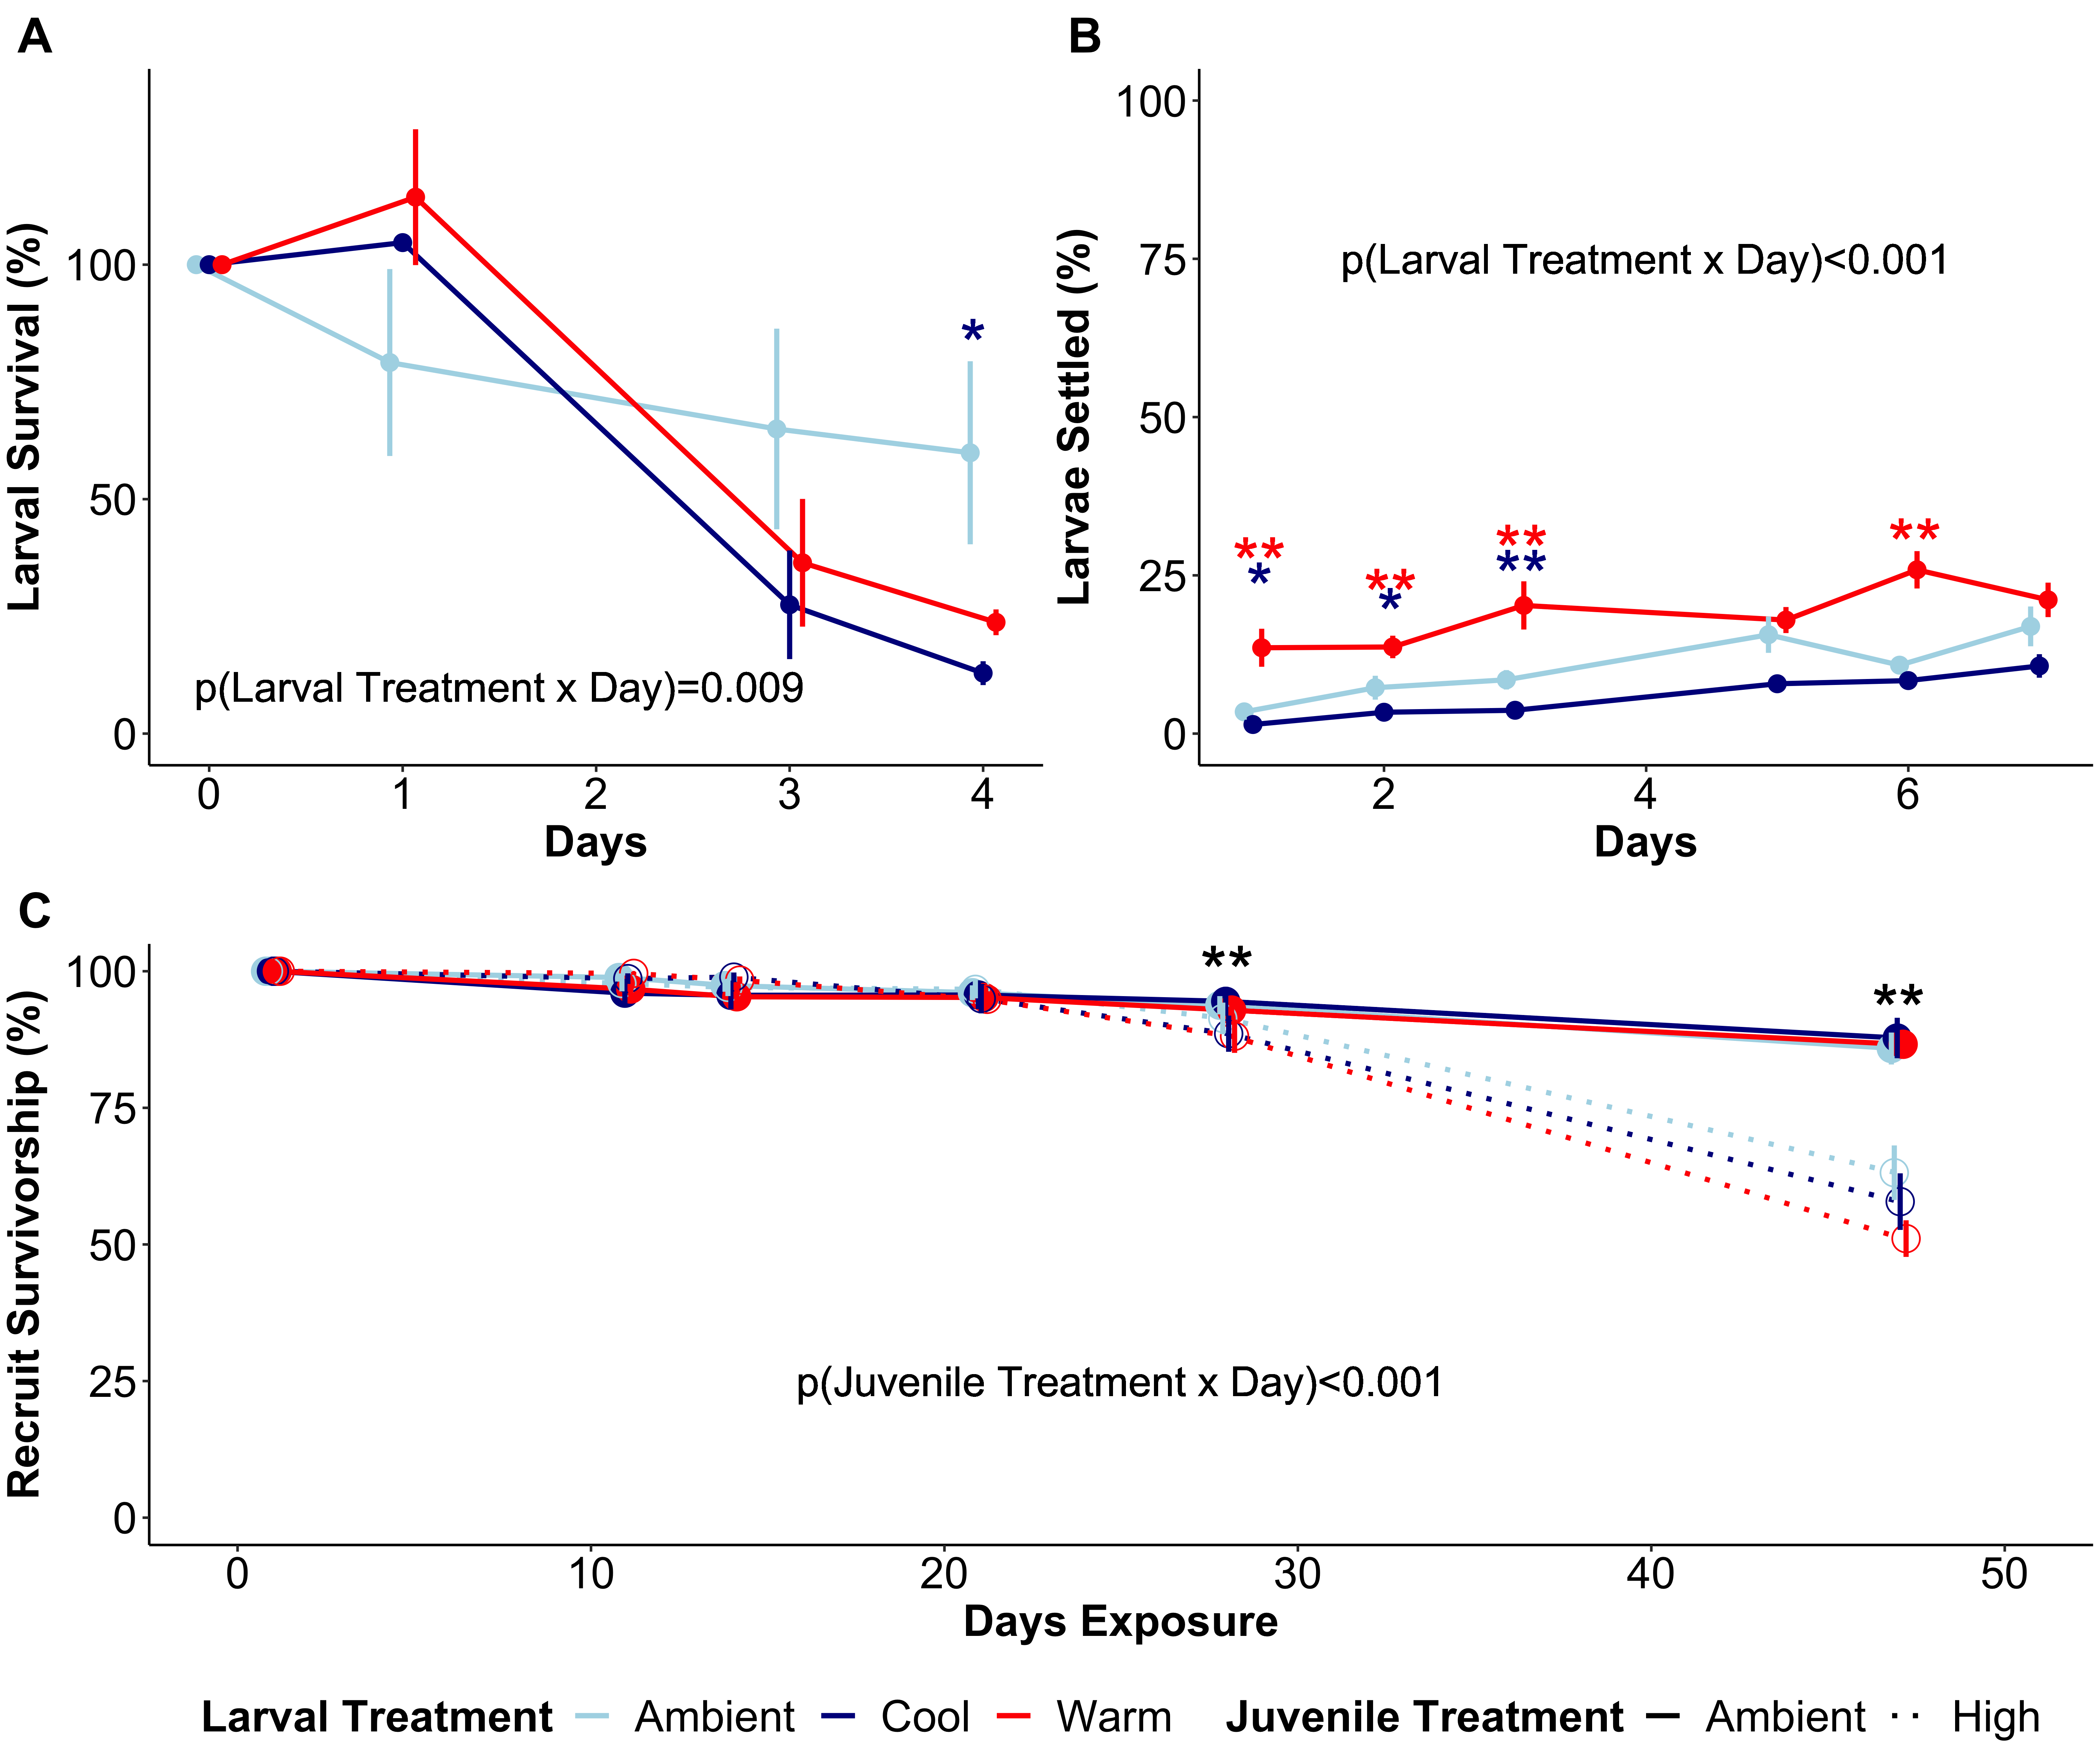 A
Larval Survival (%)
100
50
0
*
p(Larval Treatment x Day)=0.009
0 1 2 3 4
Days
B
Larvae Settled (%)
100
75
50
25
0
p(Larval Treatment x Day)<0.001
** ** ** **
* * **
2 4 6
Days
C
Recruit Survivorship (%)
100
75
50
25
0
** **
p(Juvenile Treatment x Day)<0.001
0 10 20 30 40 50
Days Exposure
Larval Treatment Ambient Cool Warm Juvenile Treatment Ambient High